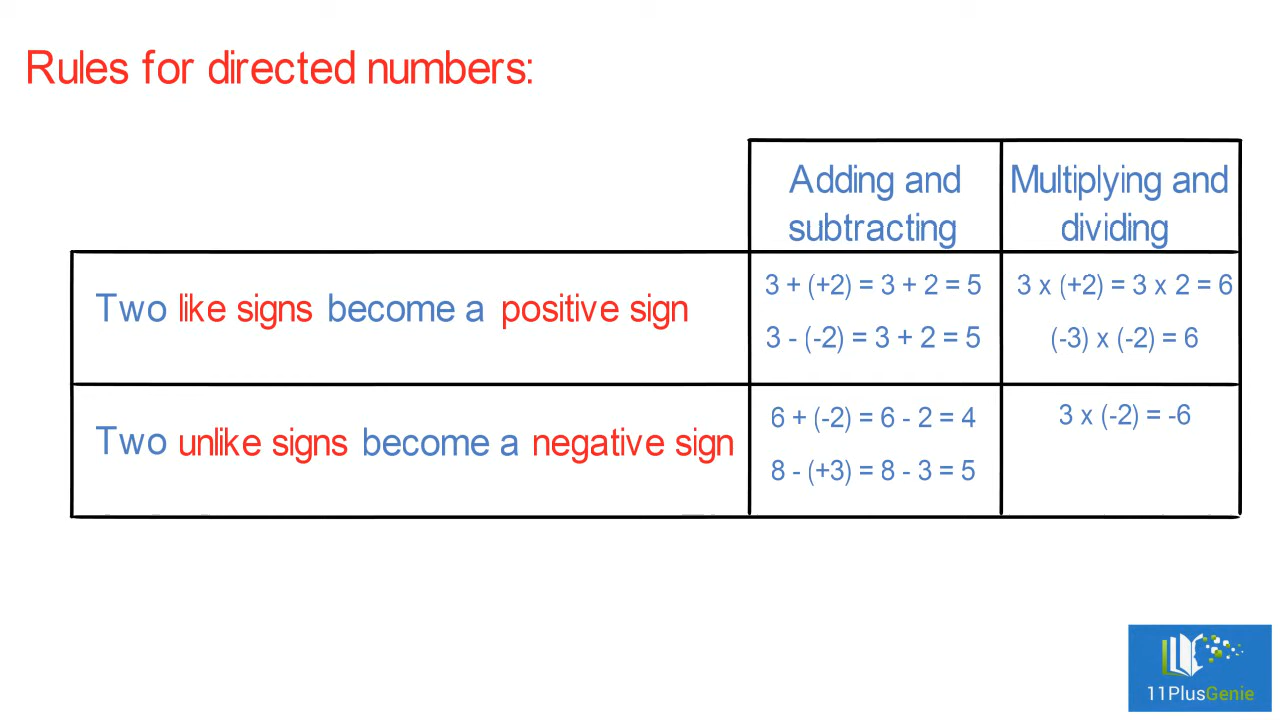 Rules for directed numbers:
Adding and
subtracting
Multiplying and
dividing
Two like signs become a positive sign
3 + (+2) = 3 + 2 = 5
3 - (-2) = 3 + 2 = 5
3 x (+2) = 3 x 2 = 6
(-3) x (-2) = 6
Two unlike signs become a negative sign
6 + (-2) = 6 - 2 = 4
8 - (+3) = 8 - 3 = 5
3 x (-2) = -6
11PlusGenie